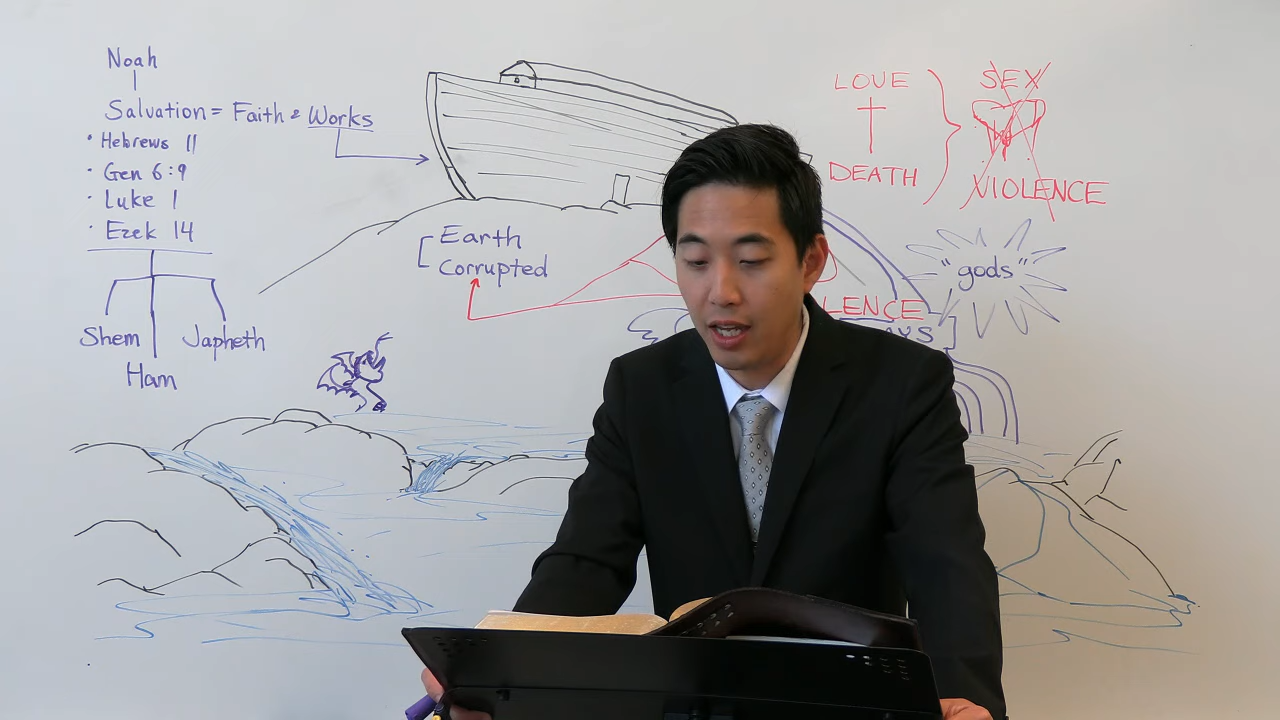 Noah
Salvation = Faith & Works
• Hebrews 11
• Gen 6:9
• Luke 1
• Ezek 14
Shem
Ham
Japheth
Earth
Corrupted
LOVE
DEATH
SEX
VIOLENCE
"gods"
LENCE